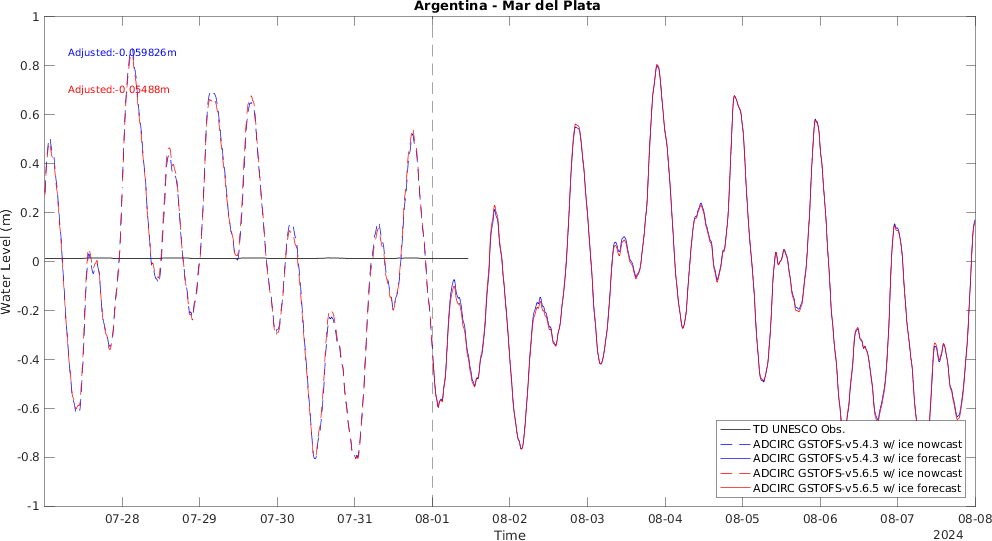 Argentina - Mar del Plata
Adjusted:-0.059826m
Adjusted:-0.05488m
Water Level (m)
1
0.8
0.6
0.4
0.2
0
-0.2
-0.4
-0.6
-0.8
-1
TD UNESCO Obs.
ADCIRC GSTOFS-v5.4.3 w/ ice nowcast
ADCIRC GSTOFS-v5.4.3 w/ ice forecast
ADCIRC GSTOFS-v5.6.5 w/ ice nowcast
ADCIRC GSTOFS-v5.6.5 w/ ice forecast
07-28 07-29 07-30 07-31 08-01 08-02 08-03 08-04 08-05 08-06 08-07 08-08
Time
2024